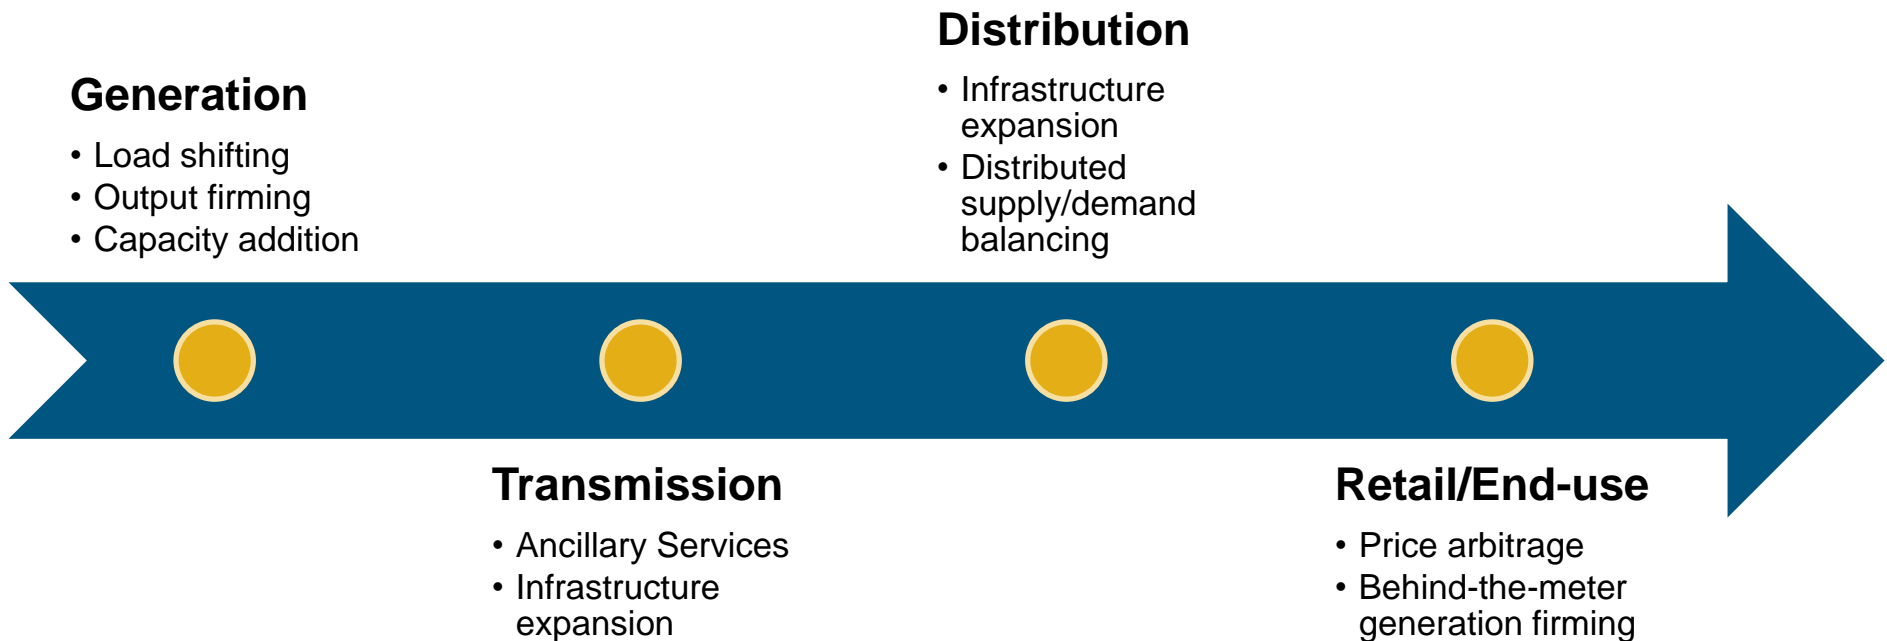 Generation
• Load shifting
• Output firming
• Capacity addition
Transmission
• Ancillary Services
• Infrastructure
expansion
Distribution
• Infrastructure
expansion
• Distributed
supply/demand
balancing
Retail/End-use
• Price arbitrage
• Behind-the-meter
generation firming